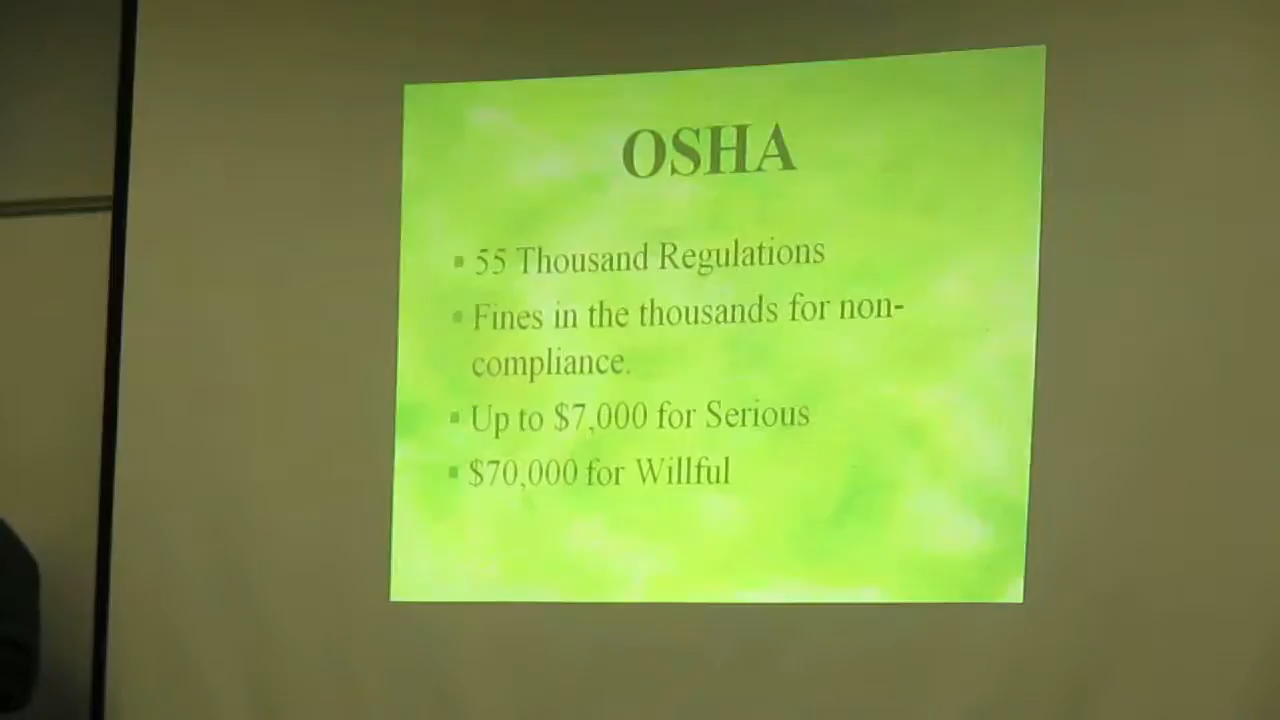 OSHA
55 Thousand Regulations
Fines in the thousands for non-
compliance.
Up to $7,000 for Serious
$70,000 for Willful